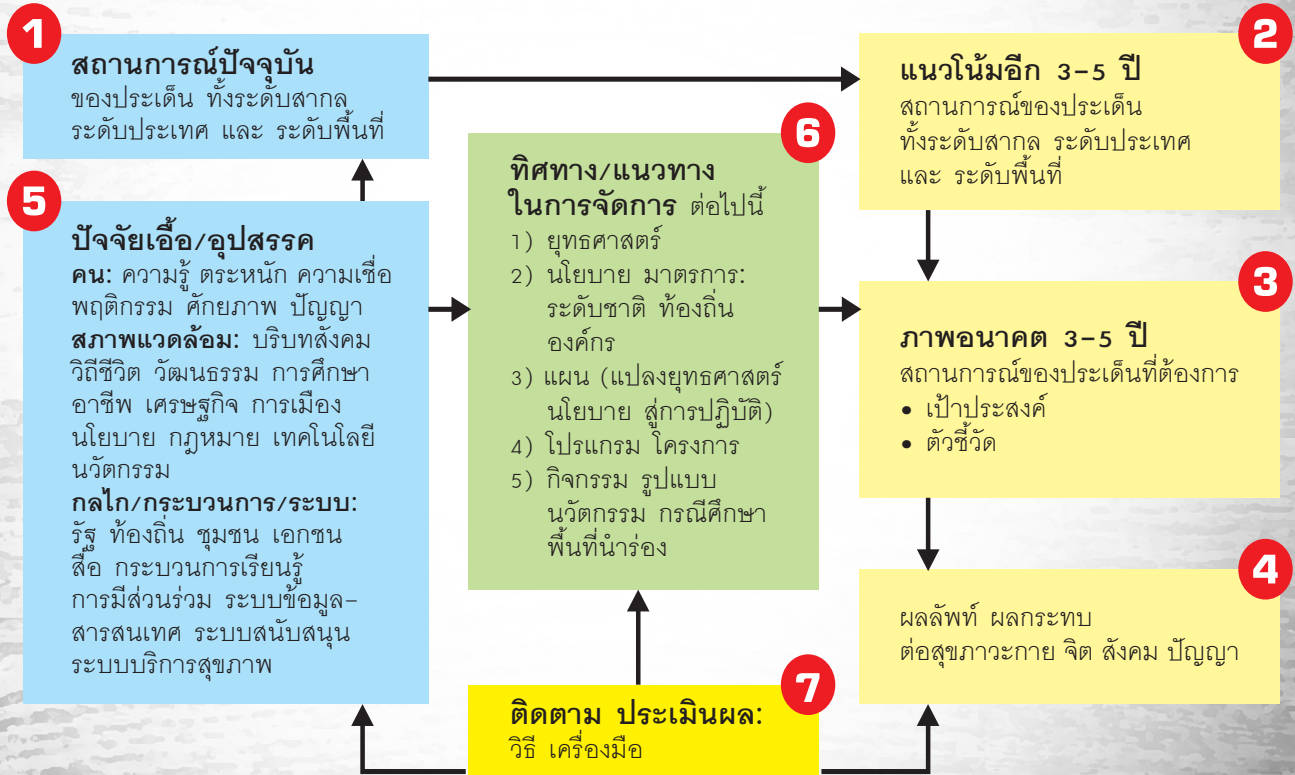 1
สถานการณ์ปัจจุบัน
ของประเด็น ทั้งระดับสากล
ระดับประเทศ และ ระดับพื้นที่
2
แนวโน้มอีก 3-5 ปี
สถานการณ์ของประเด็น
ทั้งระดับสากล ระดับประเทศ
และ ระดับพื้นที่
3
ภาพอนาคต 3-5 ปี
สถานการณ์ของประเด็นที่ต้องการ
• เป้าประสงค์
• ตัวชี้วัด
4
ผลลัพท์ ผลกระทบ
ต่อสุขภาวะกาย จิต สังคม ปัญญา
5
ปัจจัยเอื้อ/อุปสรรค
คน: ความรู้ ตระหนัก ความเชื่อ
พฤติกรรม ศักยภาพ ปัญญา
สภาพแวดล้อม: บริบทสังคม
วิถีชีวิต วัฒนธรรม การศึกษา
อาชีพ เศรษฐกิจ การเมือง
นโยบาย กฎหมาย เทคโนโลยี
นวัตกรรม
กลไก/กระบวนการ/ระบบ:
รัฐ ท้องถิ่น ชุมชน เอกชน
สื่อ กระบวนการเรียนรู้
การมีส่วนร่วม ระบบข้อมูล-
สารสนเทศ ระบบสนับสนุน
ระบบบริการสุขภาพ
6
ทิศทาง/แนวทาง
ในการจัดการ ต่อไปนี้
1) ยุทธศาสตร์
2) นโยบาย มาตรการ:
ระดับชาติ ท้องถิ่น
องค์กร
3) แผน (แปลงยุทธศาสตร์
นโยบาย สู่การปฏิบัติ)
4) โปรแกรม โครงการ
5) กิจกรรม รูปแบบ
นวัตกรรม กรณีศึกษา
พื้นที่นำร่อง
7
ติดตาม ประเมินผล:
วิธี เครื่องมือ